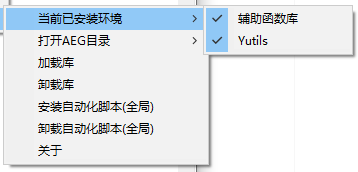 当前已安装环境
打开AEG目录
加载库
卸载库
安装自动化脚本(全局)
卸载自动化脚本(全局)
关于
辅助函数库
Yutils